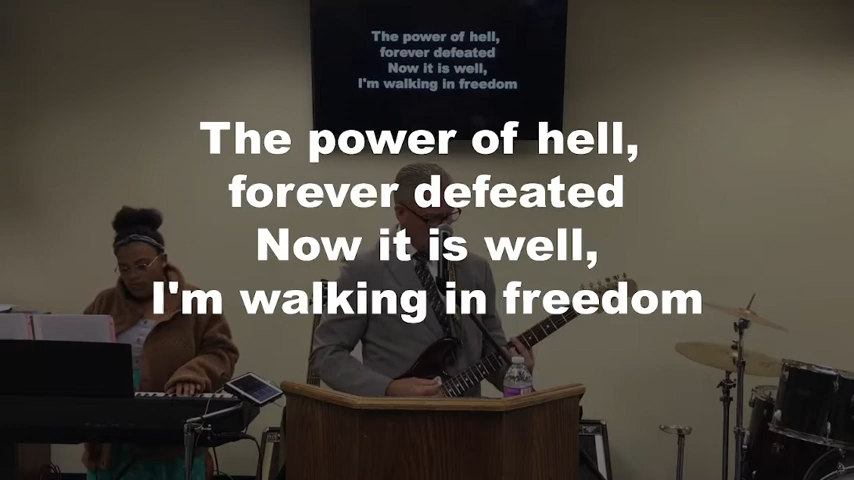 The power of hell,
forever defeated
Now it is well,
I'm walking in freedom
The power of hell,
forever defeated
Now it is well,
I'm walking in freedom